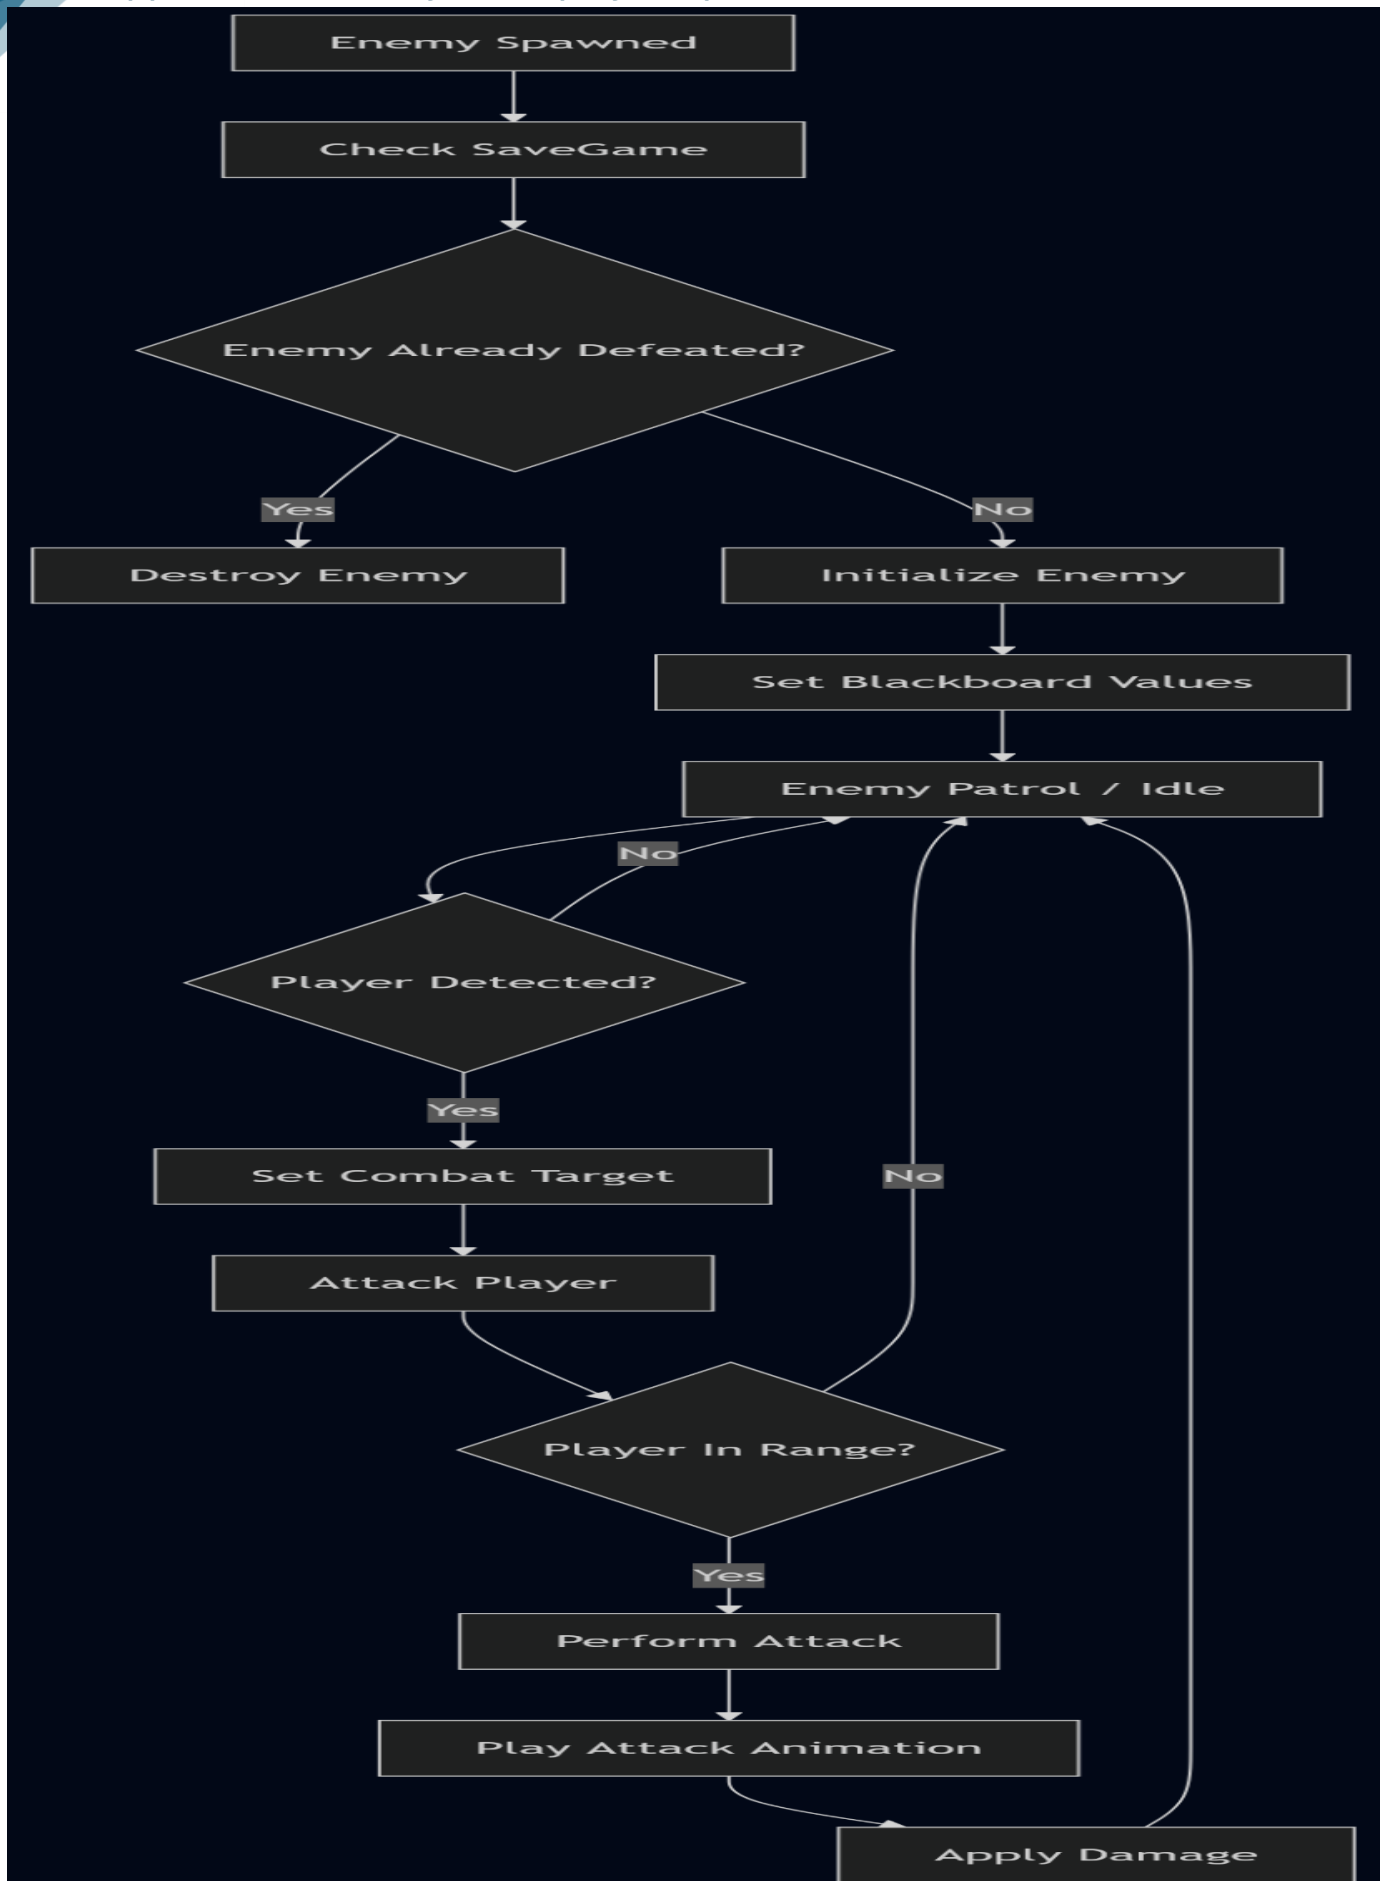 Enemy Spawned
Check SaveGame
Enemy Already Defeated?
Yes
No
Destroy Enemy
Initialize Enemy
Set Blackboard Values
Enemy Patrol / Idle
No
Player Detected?
Yes
Set Combat Target
No
Attack Player
Player In Range?
Yes
Perform Attack
Play Attack Animation
Apply Damage